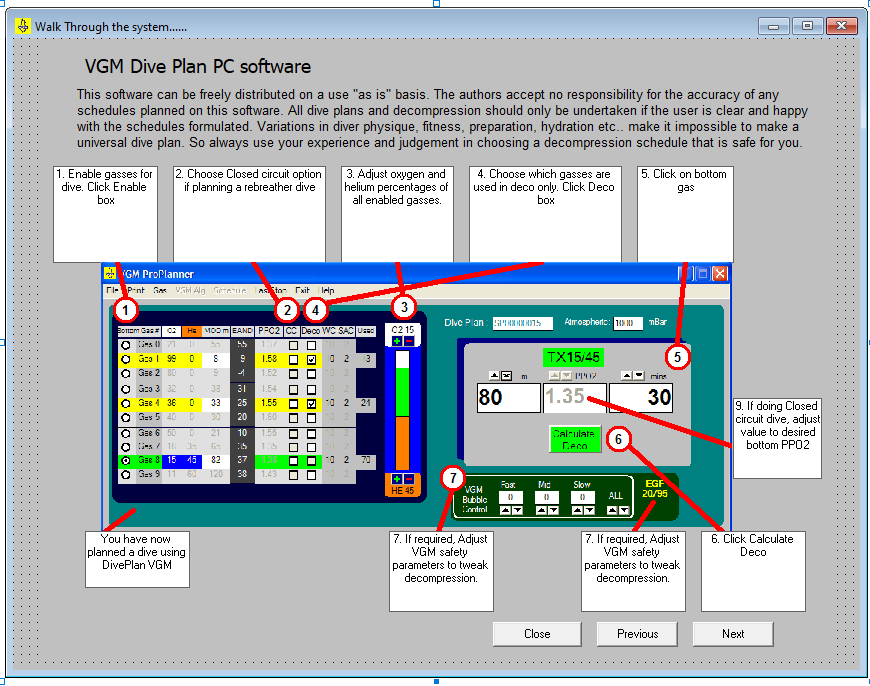 Walk Through the system......
VGM Dive Plan PC software
This software can be freely distributed on a use "as is" basis. The authors accept no responsibility for the accuracy of any
schedules planned on this software. All dive plans and decompression should only be undertaken if the user is clear and happy
with the schedules formulated. Variations in diver physique, fitness, preparation, hydration etc.. make it impossible to make a
universal dive plan. So always use your experience and judgement in choosing a decompression schedule that is safe for you.
1. Enable gasses for
dive. Click Enable
box
2. Choose Closed circuit option
if planning a rebreather dive
3. Adjust oxygen and
helium percentages of
all enabled gasses.
4. Choose which gasses are
used in deco only. Click Deco
box
5. Click on bottom
gas
VGM ProPlanner
File Print Gas VGM Alg. Schedule Last Stop Exit Help
1
2
4
3
5
Bottom Gas # O2 He MOD m EAND PPO2 CC Deco WC SAC Used
Gas 0 21 0 55 55 1.37
Gas 1 99 0 6 -9 1.58 0 2 3
Gas 2 80 0 9 -4 1.52 0 2
Gas 3 32 0 38 31 1.54 0 2
Gas 4 36 0 33 25 1.55 10 2 24
Gas 5 40 0 30 20 1.60
Gas 6 50 0 21 10 1.55
Gas 7 35 65 35
Gas 8 15 45 82 37 10 2 70
Gas 9 11 60 120 38 1.43
O2 15
HE 45
Dive Plan : SP00000015 Atmospheric: 1000 mBar
TX15/45
m PPO2 mins
80 1.35 30
Calculate
Deco
6
7
VGM
Bubble
Control
Fast Mid Slow ALL
0 0 0
EGF
20/95
9. If doing Closed
circuit dive, adjust
value to desired
bottom PPO2
You have now
planned a dive using
DivePlan VGM
7. If required, Adjust
VGM safety
parameters to tweak
decompression.
7. If required, Adjust
VGM safety
parameters to tweak
decompression.
6. Click Calculate
Deco
Close Previous Next